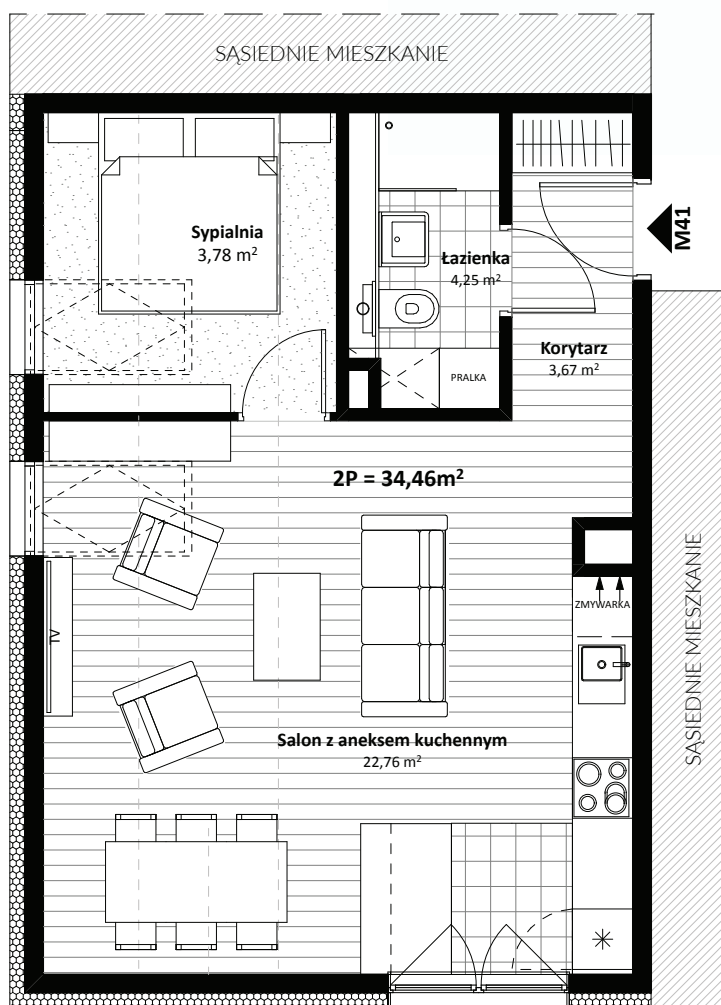 SĄSIEDNIE MIESZKANIE
Sypialnia
3,78 m²
Łazienka
4,25 m²
M41
Korytarz
3,67 m²
PRALKA
2P = 34,46m²
ZMYWARKA
TV
SĄSIEDNIE MIESZKANIE
Salon z aneksem kuchennym
22,76 m²